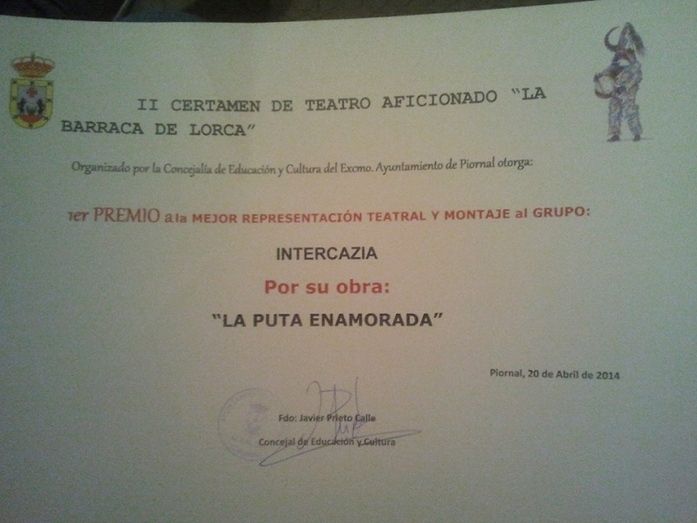 II CERTAMEN DE TEATRO AFICIONADO “LA
BARRACA DE LORCA”
Organizado por la Concejalía de Educación y Cultura del Excmo. Ayuntamiento de Piornal otorga:
1er PREMIO a la MEJOR REPRESENTACIÓN TEATRAL Y MONTAJE al GRUPO:
INTERCAZIA
Por su obra:
“LA PUTA ENAMORADA”
Piornal, 20 de Abril de 2014
Fdo: Javier Prieto Calle
Concejal de Educación y Cultura